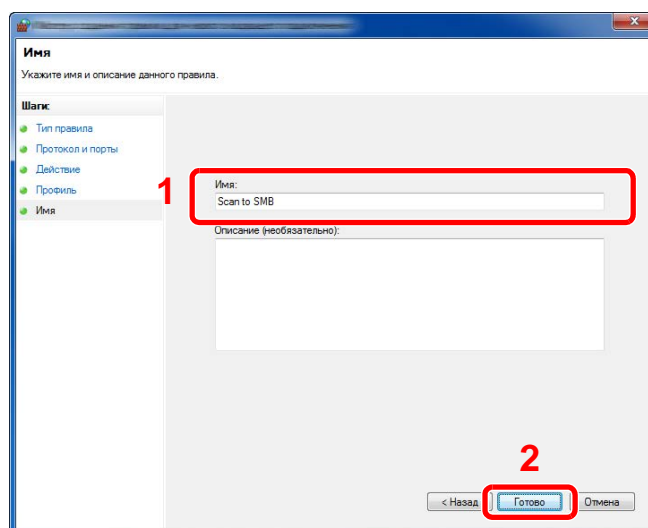 Имя
Укажите имя и описание данного правила.
Шаги:
Тип правила
Протокол и порты
Действие
Профиль
Имя
1
Имя:
Scan to SMB
Описание (необязательно):
2
< Назад
Готово
Отмена